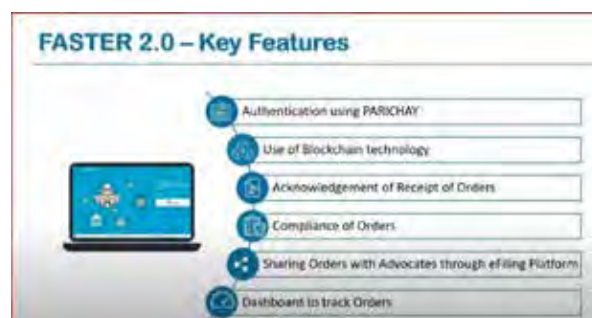 FASTER 2.0 – Key Features
Authentication using PARICHAY
Use of Blockchain technology
Acknowledgement of Receipt of Orders
Compliance of Orders
Sharing Orders with Advocates through eFiling Platform
Dashboard to track Orders